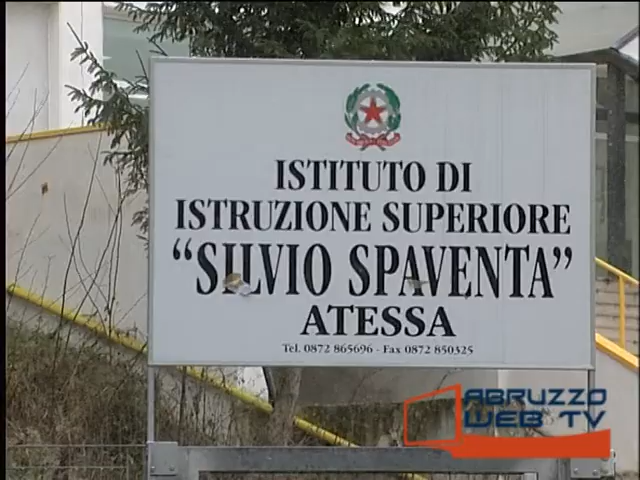 ISTITUTO DI
ISTRUZIONE SUPERIORE
“SILVIO SPAVENTA”
ATESSA
Tel. 0872 865696 - Fax 0872 850325
ABRUZZO
WEB TV